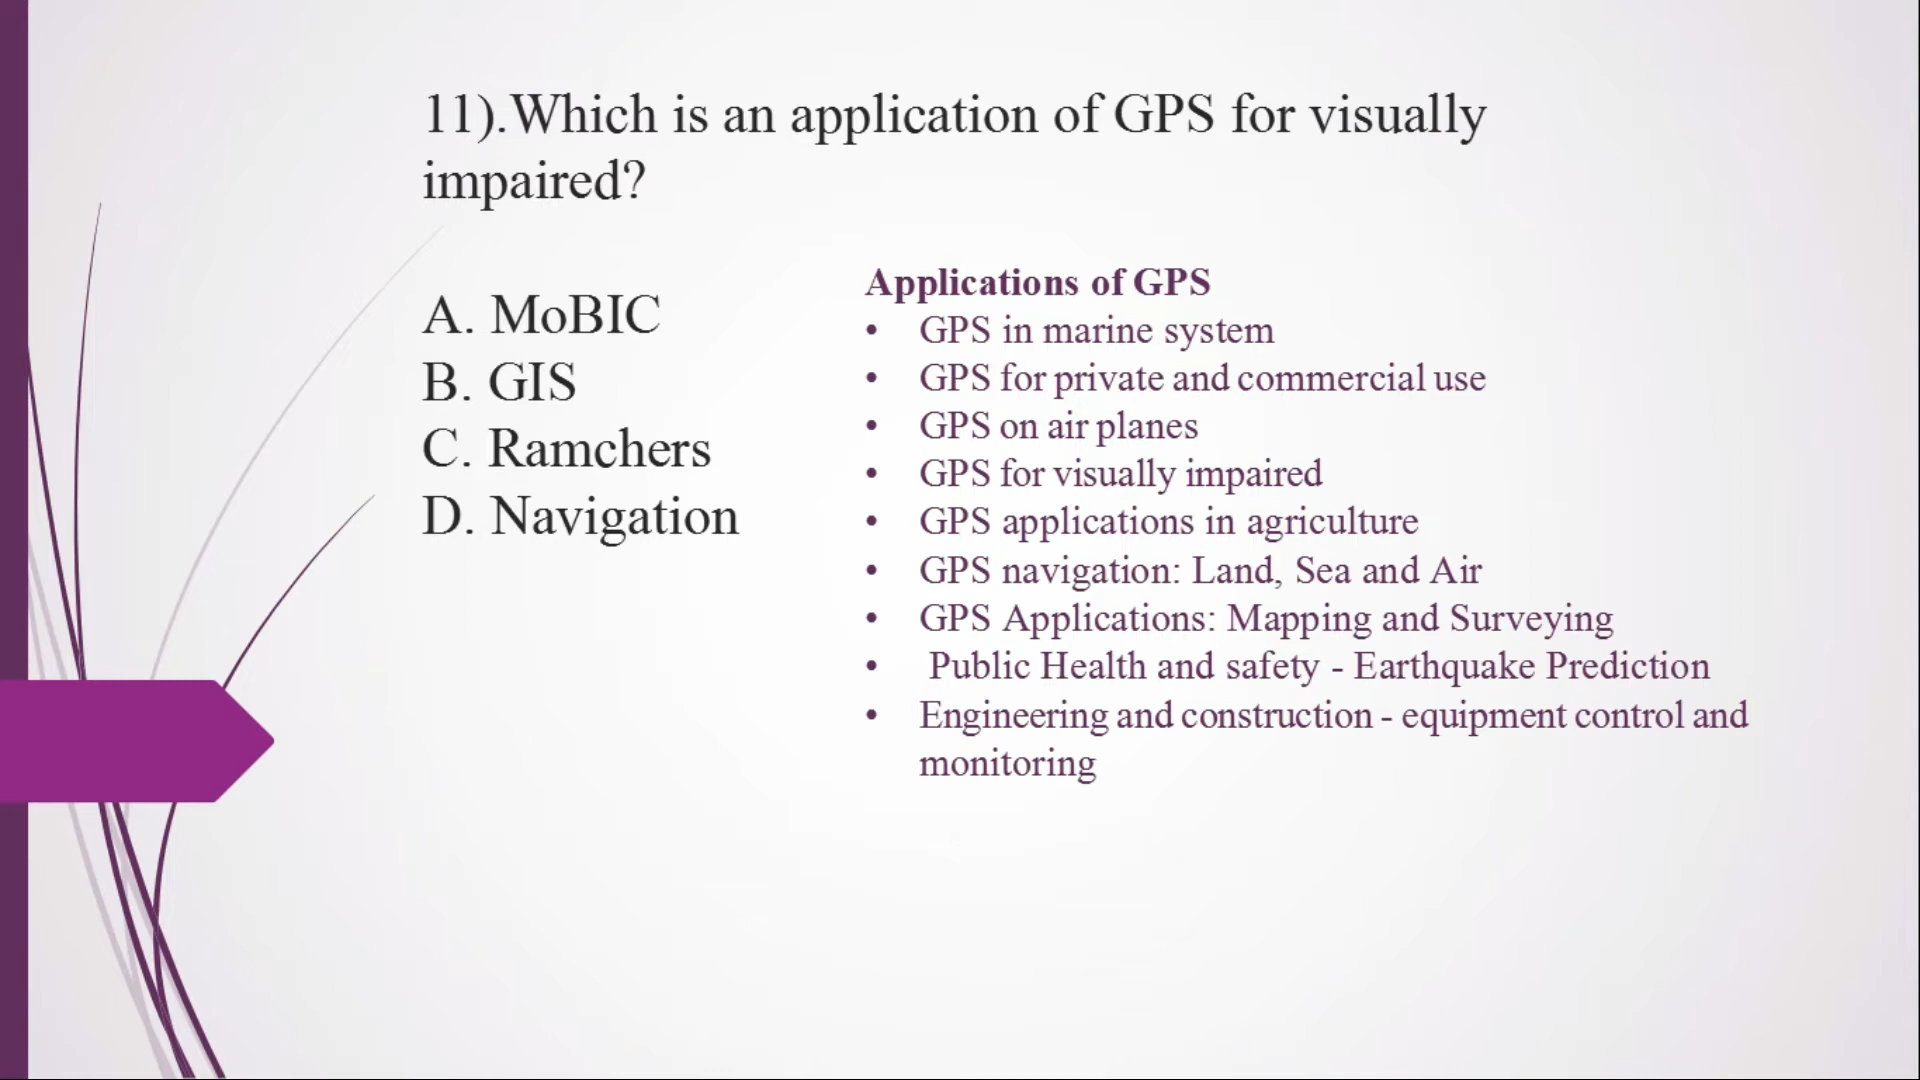 11).Which is an application of GPS for visually
impaired?
A. MoBIC
B. GIS
C. Ramchers
D. Navigation
Applications of GPS
• GPS in marine system
• GPS for private and commercial use
• GPS on air planes
• GPS for visually impaired
• GPS applications in agriculture
• GPS navigation: Land, Sea and Air
• GPS Applications: Mapping and Surveying
• Public Health and safety - Earthquake Prediction
• Engineering and construction - equipment control and
monitoring